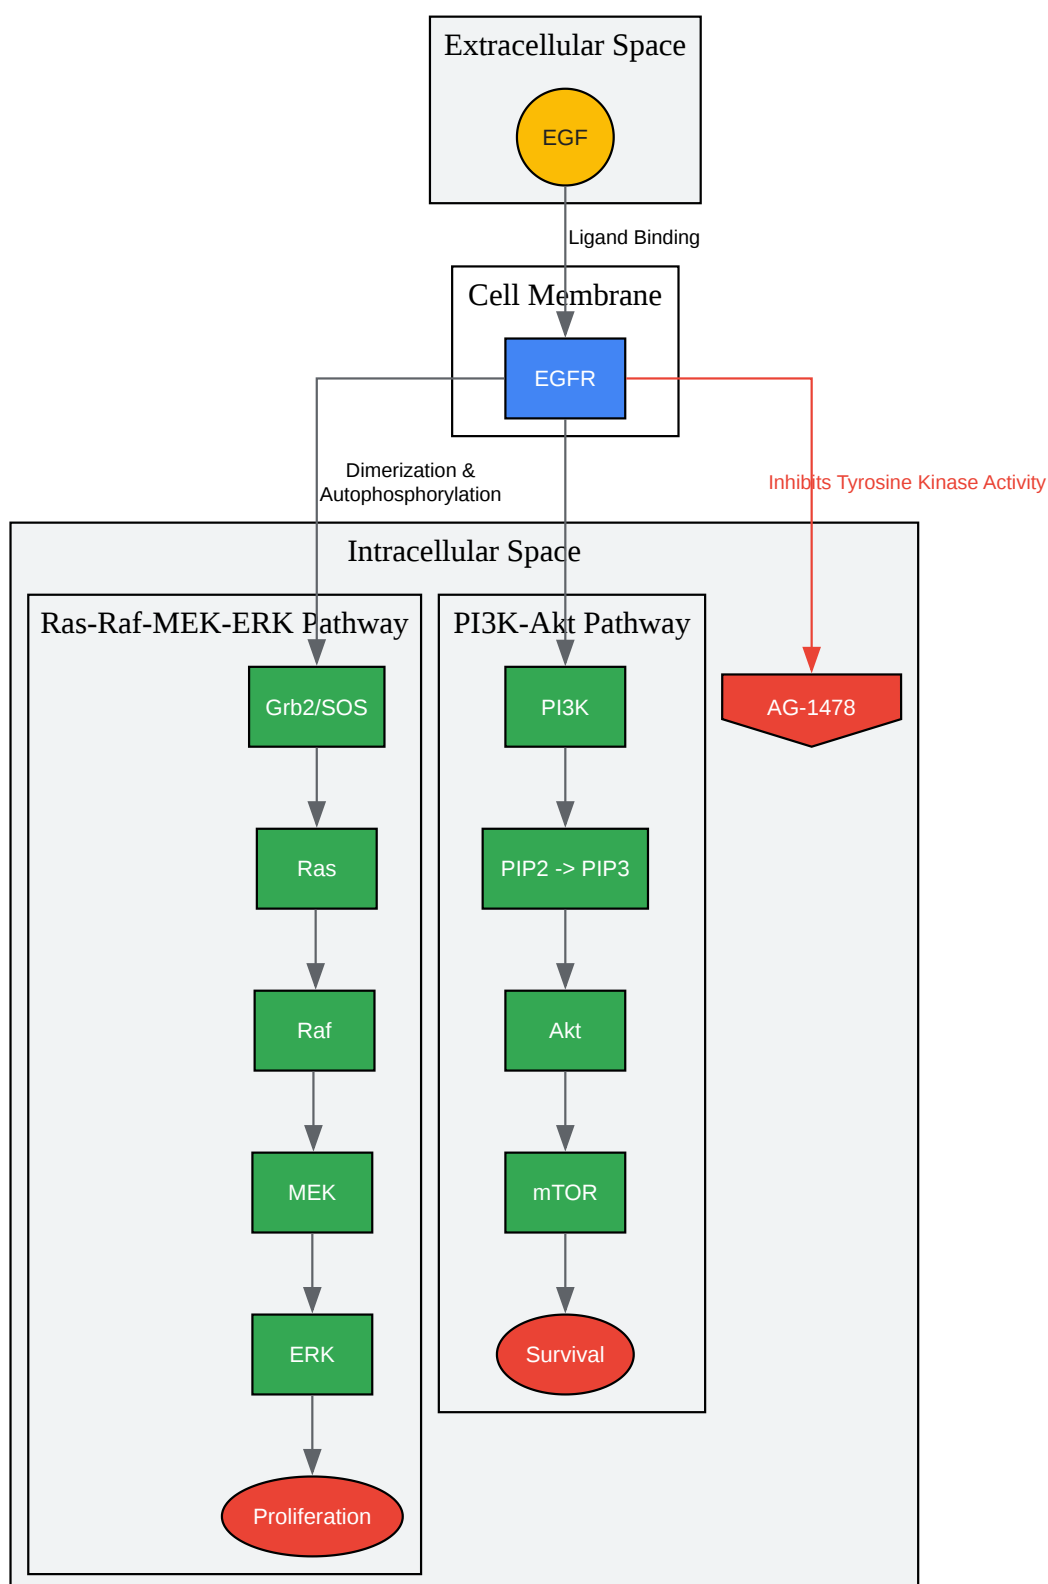 Extracellular Space
EGF
Ligand Binding
Cell Membrane
EGFR
Dimerization &
Autophosphorylation
Inhibits Tyrosine Kinase Activity
Intracellular Space
Ras-Raf-MEK-ERK Pathway
PI3K-Akt Pathway
Grb2/SOS
PI3K
AG-1478
Ras
PIP2 -> PIP3
Raf
Akt
MEK
mTOR
ERK
Survival
Proliferation